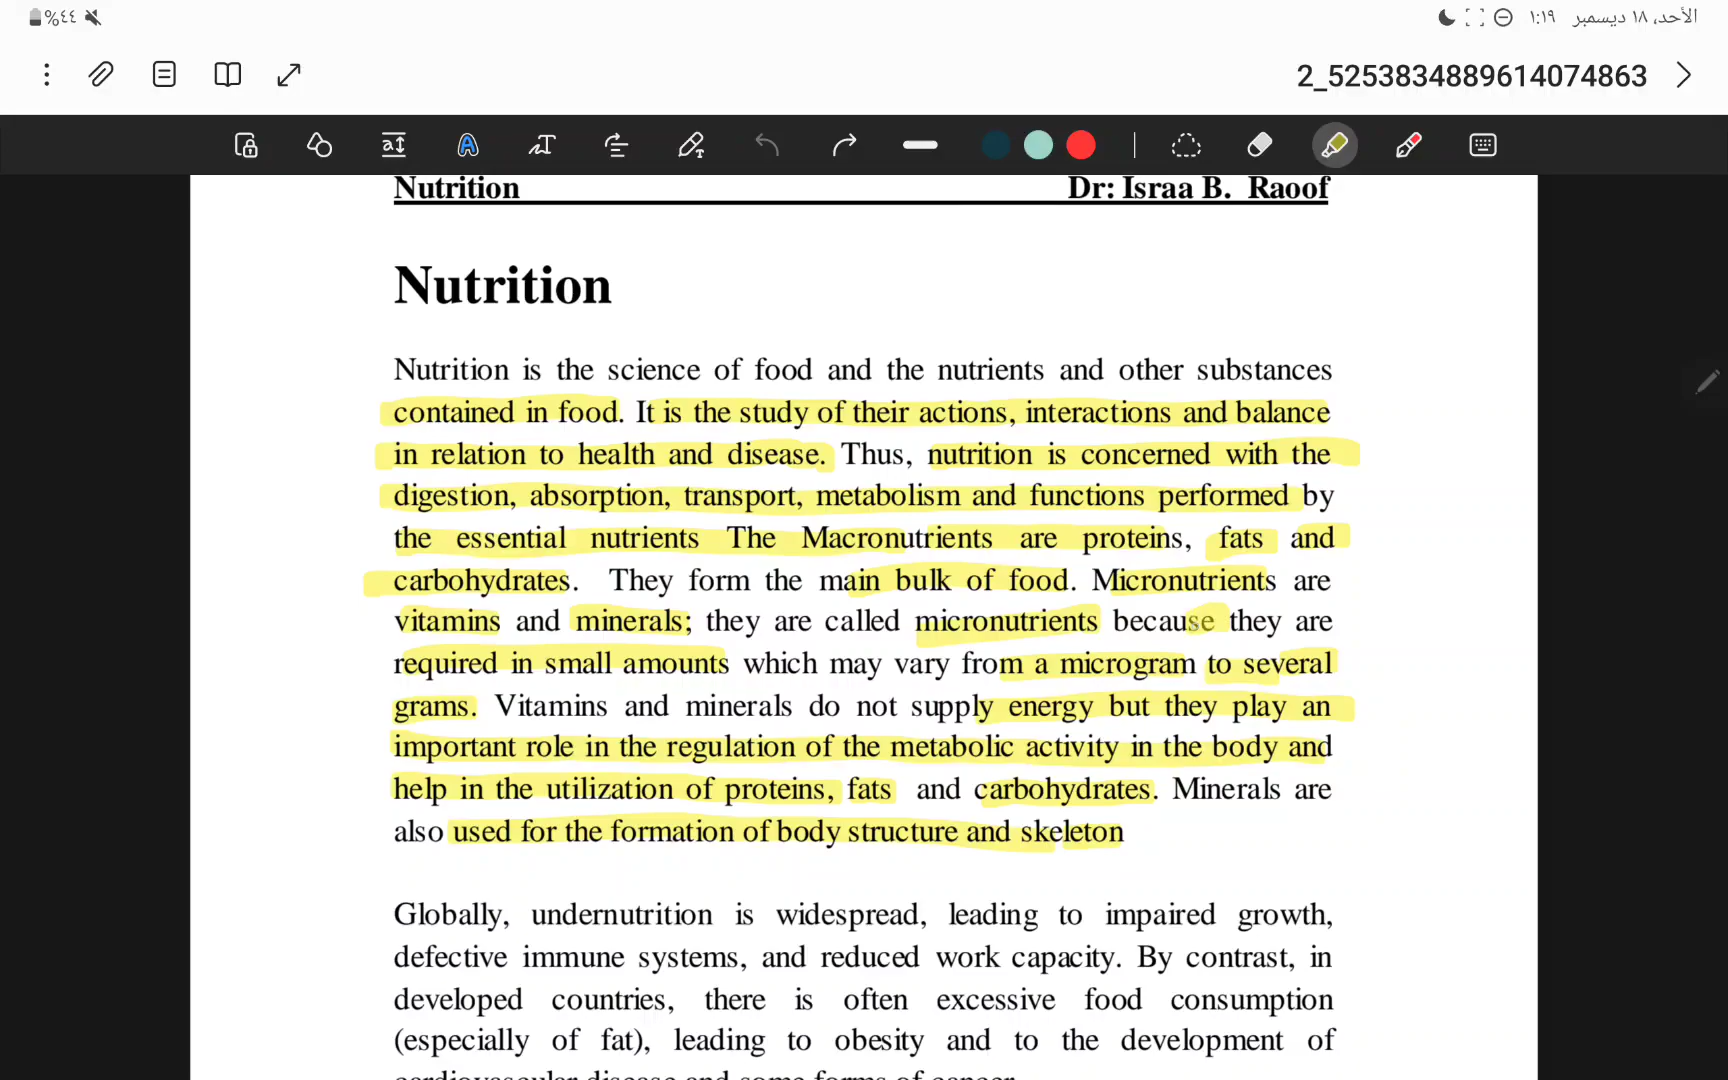 %٤٤
الأحد، ١٨ ديسمبر ١:١٩
2_5253834889614074863
Nutrition Dr: Israa B. Raoof
Nutrition
Nutrition is the science of food and the nutrients and other substances
contained in food. It is the study of their actions, interactions and balance
in relation to health and disease. Thus, nutrition is concerned with the
digestion, absorption, transport, metabolism and functions performed by
the essential nutrients The Macronutrients are proteins, fats and
carbohydrates. They form the main bulk of food. Micronutrients are
vitamins and minerals; they are called micronutrients because they are
required in small amounts which may vary from a microgram to several
grams. Vitamins and minerals do not supply energy but they play an
important role in the regulation of the metabolic activity in the body and
help in the utilization of proteins, fats and carbohydrates. Minerals are
also used for the formation of body structure and skeleton
Globally, undernutrition is widespread, leading to impaired growth,
defective immune systems, and reduced work capacity. By contrast, in
developed countries, there is often excessive food consumption
(especially of fat), leading to obesity and to the development of
cardiovascular disease and some forms of cancer